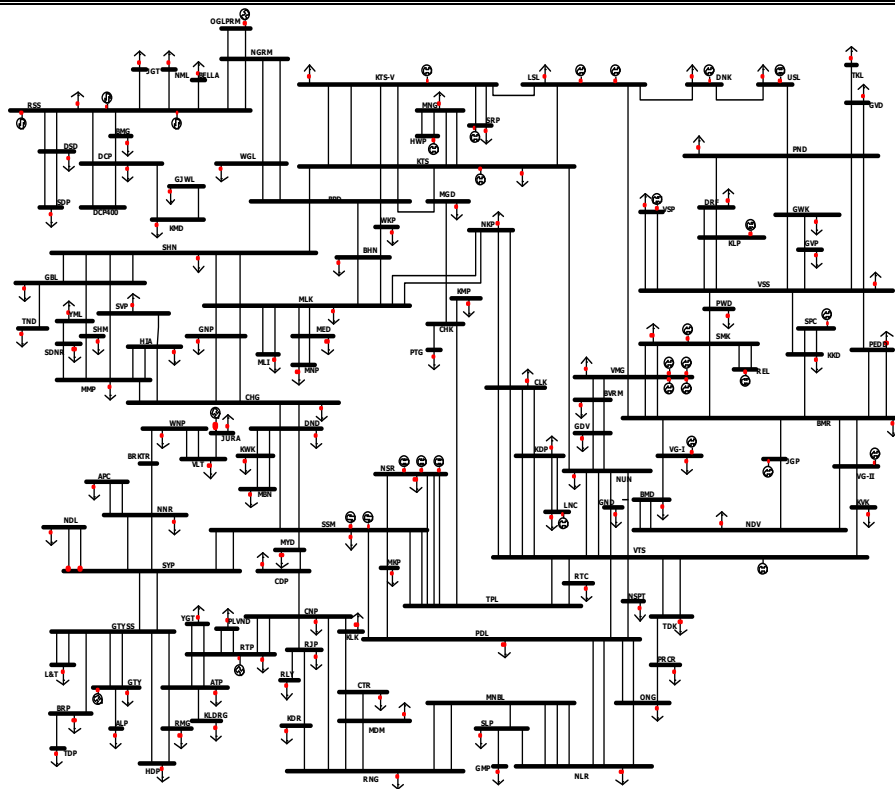 OGLPRM
NGRM
JGT
NML
BELLA
KTS-V
LSL
DNK
USL
TKL
GVD
RSS
MNG
SRP
HWP
BMG
DSD
DCP
WGL
KTS
PND
GJWL
SDP
DCP400
KMD
MGD
WKP
NKP
VSP
DRF
GWK
KLP
GVP
SHN
BHN
GBL
MLK
KMP
VSS
TND
YML
SVP
SHM
SDNR
HIA
GNP
MED
MLI
MNP
CHK
PTG
PWD
SMK
SPC
KKD
PEDD
MMP
VMG
REL
CLK
BVRM
CHG
WNP
JURA
DND
GDV
BMR
BRKTR
VLT
KWK
MBN
KDP
VG-I
JGP
VG-II
APC
NSR
NUN
LNC
GND
BMD
KVK
NDL
NNR
SSM
NDV
MYD
VTS
SYP
CDP
MKP
RTC
TPL
NSPT
YGT
PLVND
CNP
KLK
TDK
GTYSS
RTP
RJP
PDL
L&T
GTY
ATP
RLY
CTR
PRCR
BRP
ALP
RMG
KLDRG
KDR
MDM
MNBL
SLP
ONG
TDP
HDP
RNG
GMP
NLR